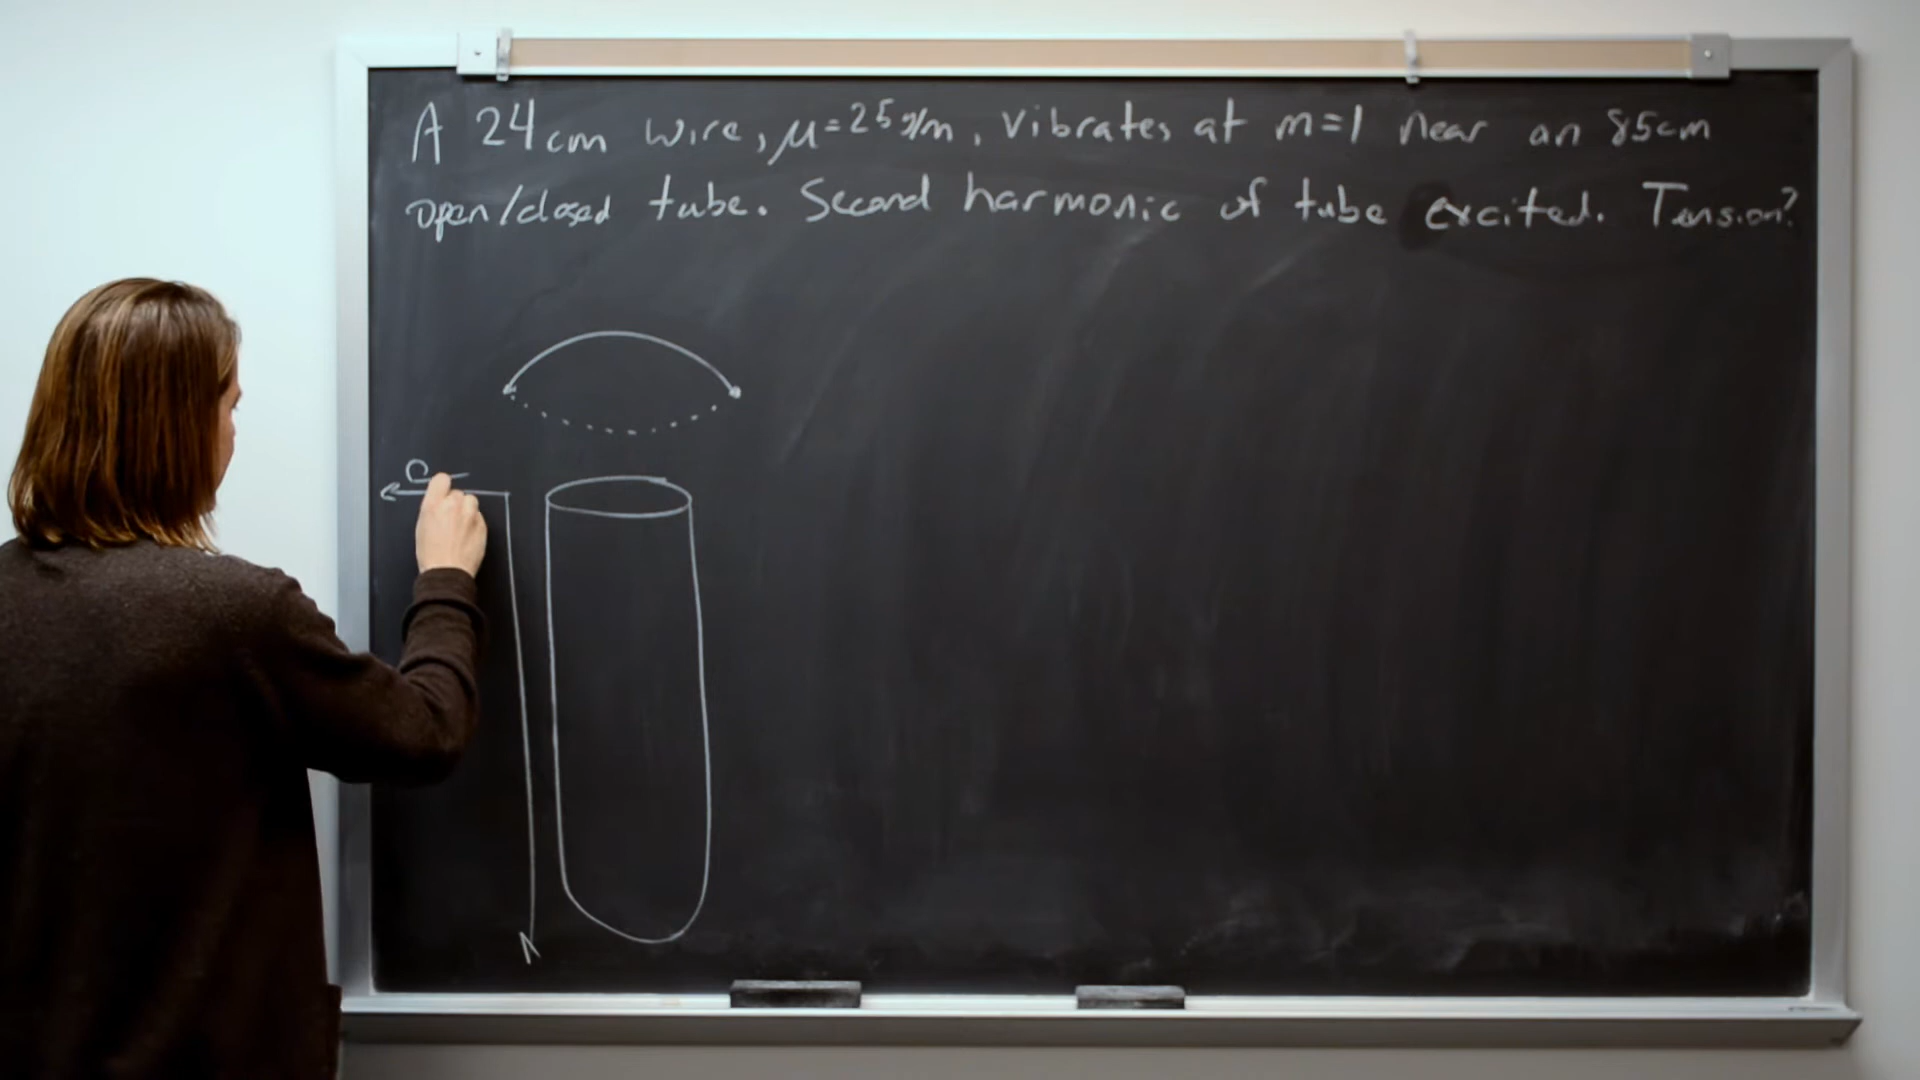 A 24cm wire, μ=25g/m, vibrates at m=1 near an 85cm
open/closed tube. Second harmonic of tube excited. Tension?